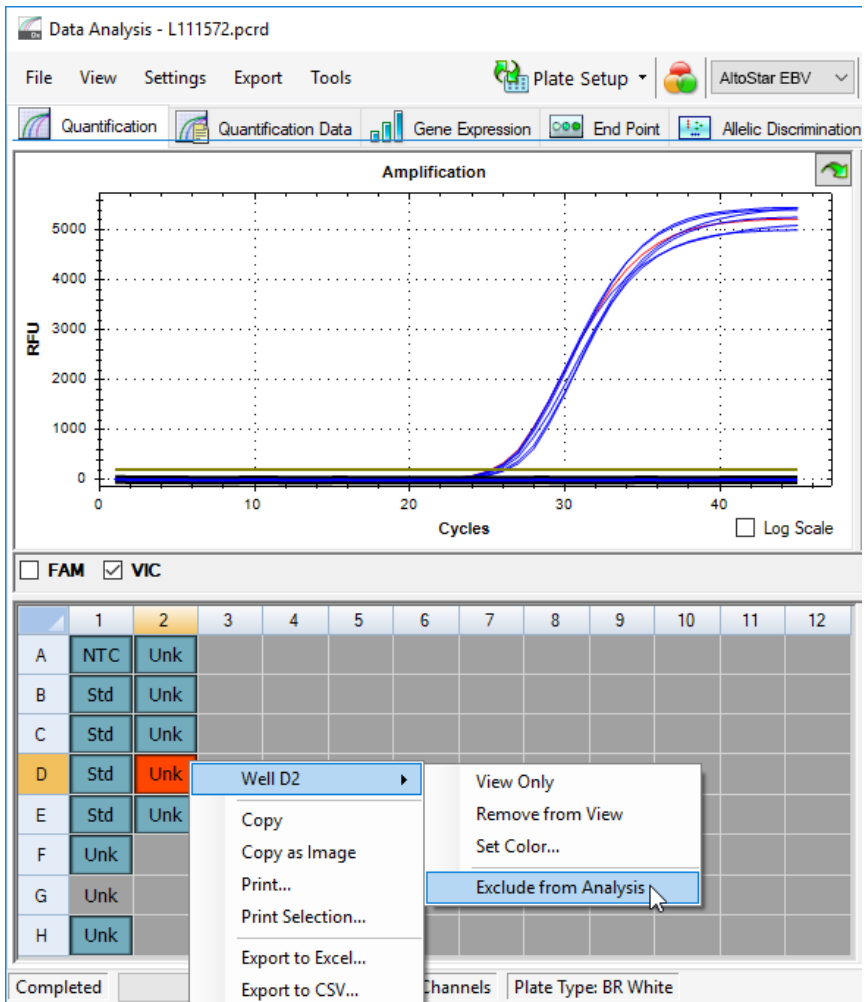 Data Analysis - L111572.pcrd
File View Settings Export Tools Plate Setup AltoStar EBV
Quantification Quantification Data Gene Expression End Point Allelic Discrimination
Amplification
5000
4000
3000
2000
1000
0
RFU
0 10 20 30 40
Cycles
Log Scale
FAM VIC
1 2 3 4 5 6 7 8 9 10 11 12
A NTC Unk
B Std Unk
C Std Unk
D Std Unk
E Std Unk
F Unk
G Unk
H Unk
Well D2
Copy
Copy as Image
Print...
Print Selection...
Export to Excel...
Export to CSV...
View Only
Remove from View
Set Color...
Exclude from Analysis
Completed Channels Plate Type: BR White